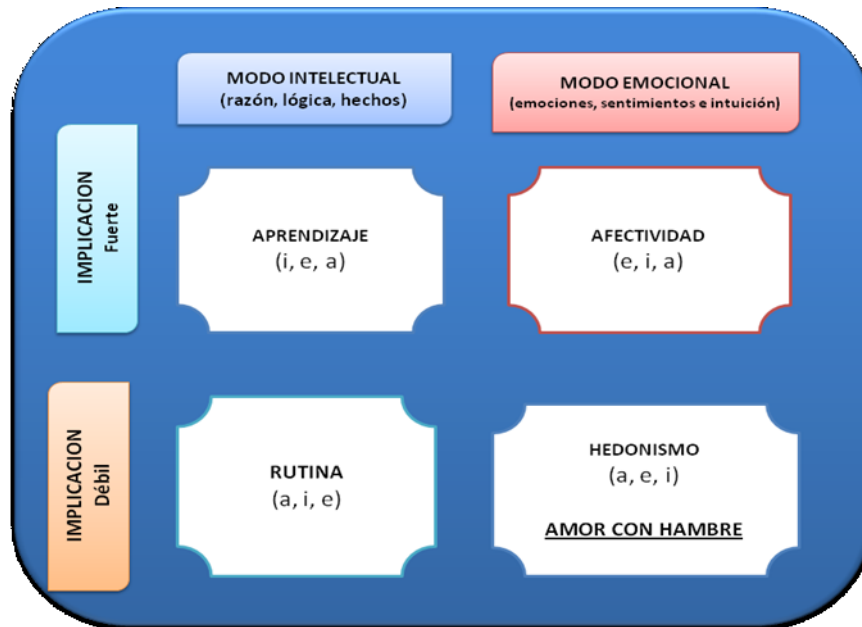 MODO INTELECTUAL
(razón, lógica, hechos)
MODO EMOCIONAL
(emociones, sentimientos e intuición)
IMPLICACION
Fuerte
APRENDIZAJE
(i, e, a)
AFECTIVIDAD
(e, i, a)
IMPLICACION
Débil
RUTINA
(a, i, e)
HEDONISMO
(a, e, i)
AMOR CON HAMBRE